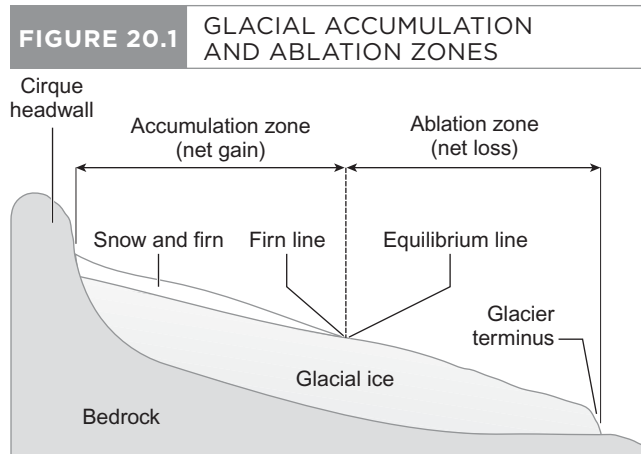 FIGURE 20.1
GLACIAL ACCUMULATION
AND ABLATION ZONES
Cirque
headwall
Accumulation zone
(net gain)
Ablation zone
(net loss)
Snow and firn
Firn line
Equilibrium line
Glacier
terminus
Glacial ice
Bedrock